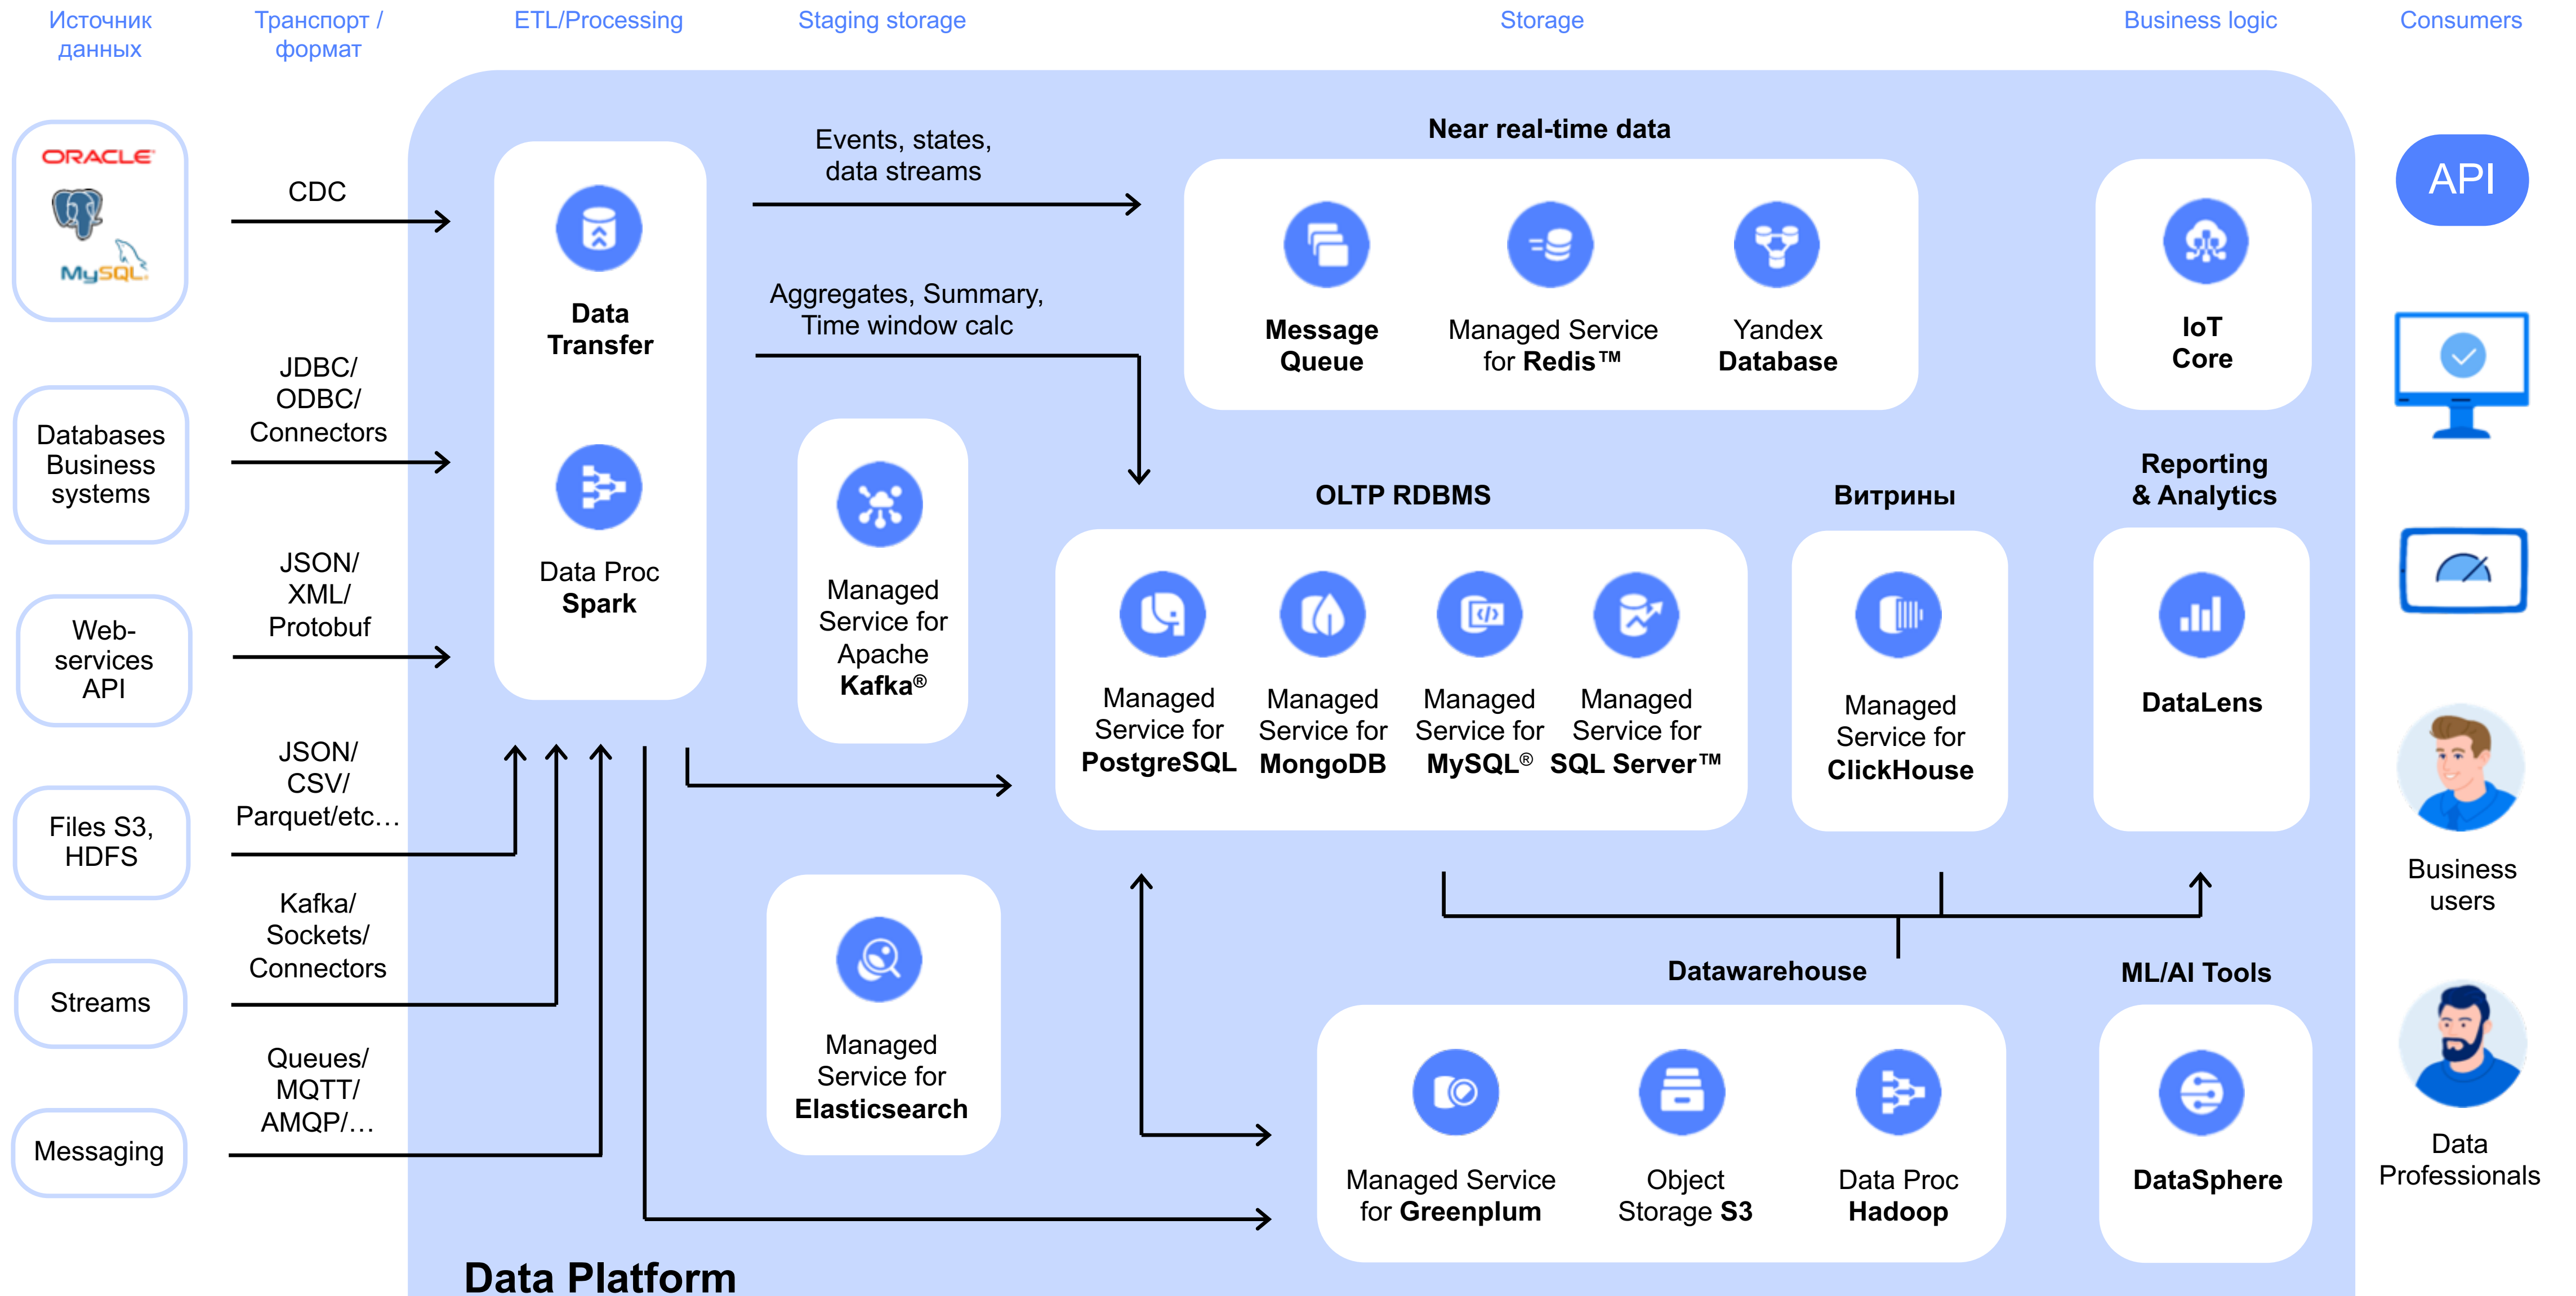 Источник
данных
Транспорт /
формат
ETL/Processing
Staging storage
Storage
Business logic
Consumers
ORACLE
MySQL
CDC
Databases
Business
systems
JDBC/
ODBC/
Connectors
Web-
services
API
JSON/
XML/
Protobuf
Files S3,
HDFS
JSON/
CSV/
Parquet/etc…
Streams
Kafka/
Sockets/
Connectors
Messaging
Queues/
MQTT/
AMQP/…
Data
Transfer
Data Proc
Spark
Events, states,
data streams
Aggregates, Summary,
Time window calc
Managed
Service for
Apache
Kafka®
Managed
Service for
Elasticsearch
Near real-time data
Message
Queue
Managed Service
for Redis™
Yandex
Database
OLTP RDBMS
Managed
Service for
PostgreSQL
Managed
Service for
MongoDB
Managed
Service for
MySQL®
Managed
Service for
SQL Server™
Витрины
Managed
Service for
ClickHouse
Datawarehouse
Managed Service
for Greenplum
Object
Storage S3
Data Proc
Hadoop
IoT
Core
Reporting
& Analytics
DataLens
ML/AI Tools
DataSphere
API
Business
users
Data
Professionals
Data Platform